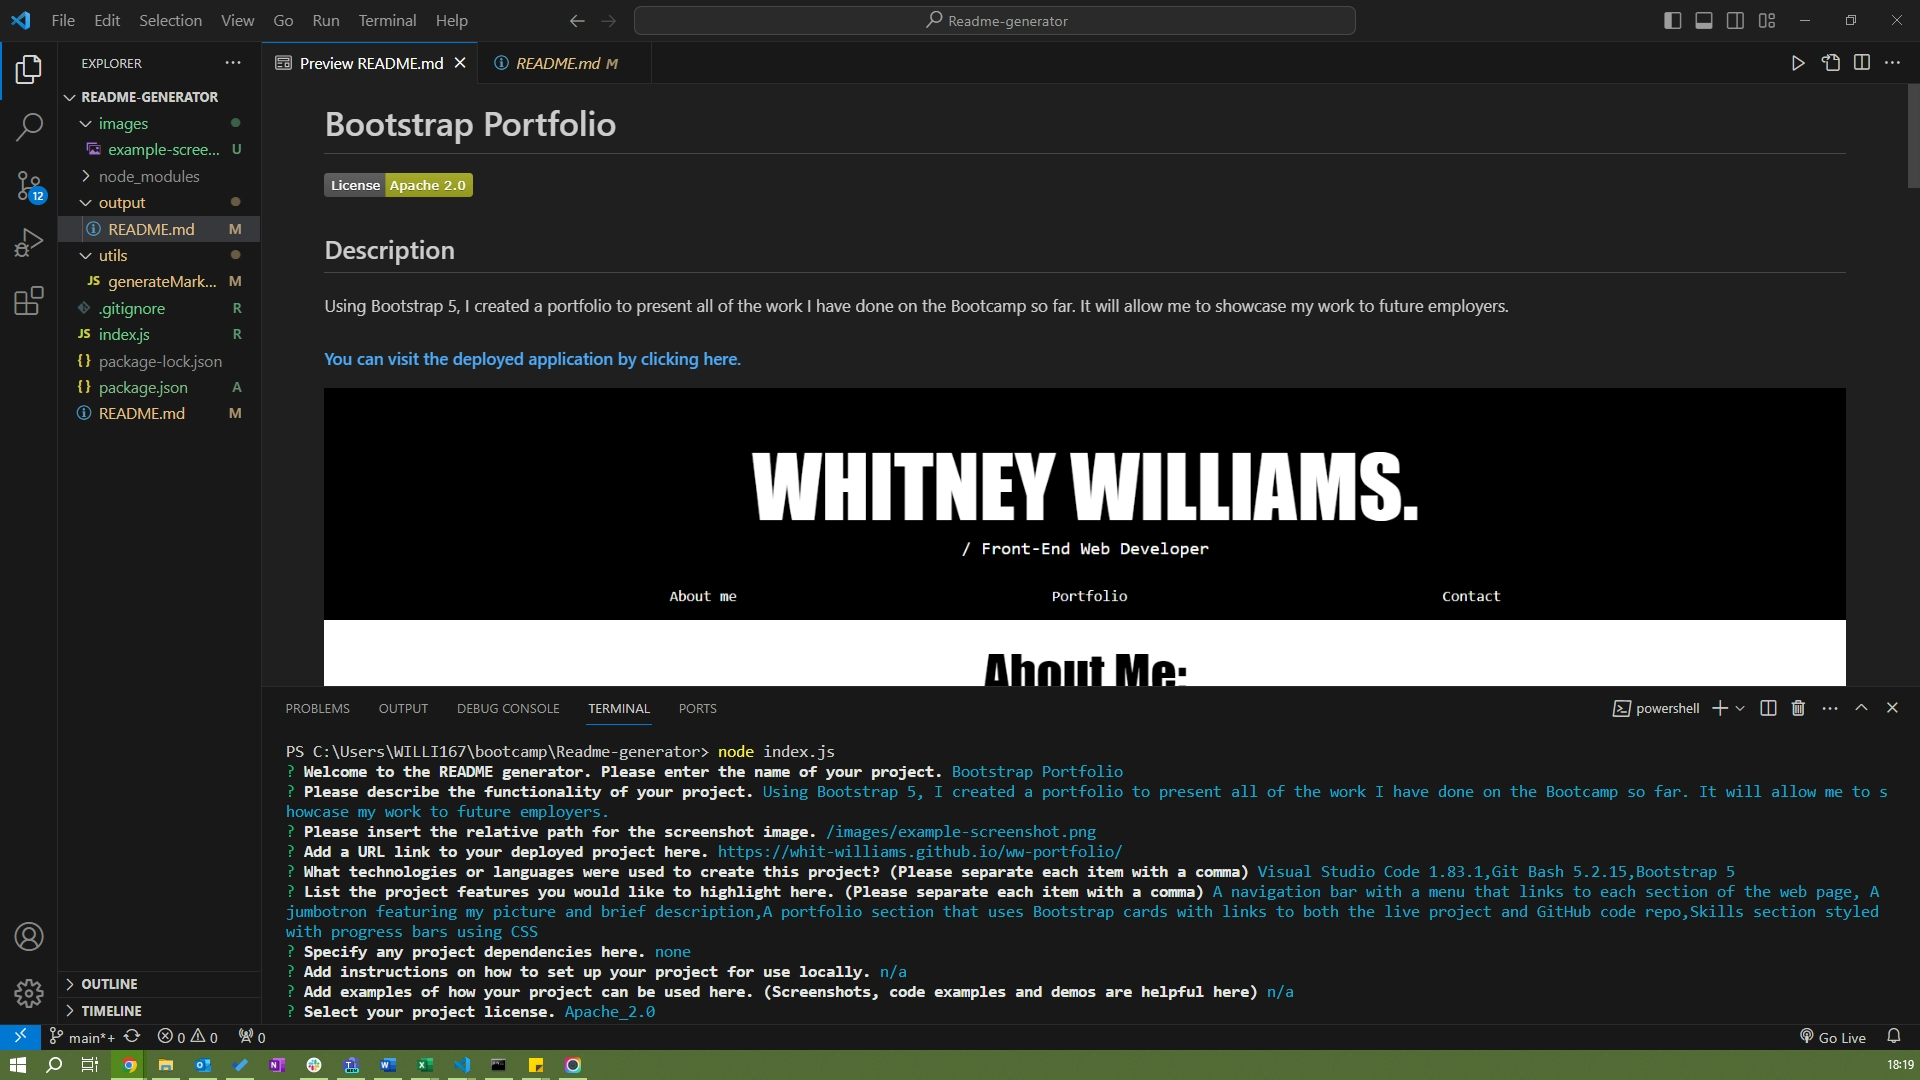 File Edit Selection View Go Run Terminal Help
Readme-generator
EXPLORER
README-GENERATOR
images
example-scree... U
node_modules
output
README.md M
utils
JS generateMark... M
.gitignore R
JS index.js R
{ } package-lock.json
{ } package.json A
README.md M
OUTLINE
TIMELINE
Preview README.md
README.md M
Bootstrap Portfolio
License Apache 2.0
Description
Using Bootstrap 5, I created a portfolio to present all of the work I have done on the Bootcamp so far. It will allow me to showcase my work to future employers.
You can visit the deployed application by clicking here.
WHITNEY WILLIAMS.
/ Front-End Web Developer
About me Portfolio Contact
About Me:
PROBLEMS OUTPUT DEBUG CONSOLE TERMINAL PORTS
powershell
PS C:\Users\WILLI167\bootcamp\Readme-generator> node index.js
? Welcome to the README generator. Please enter the name of your project. Bootstrap Portfolio
? Please describe the functionality of your project. Using Bootstrap 5, I created a portfolio to present all of the work I have done on the Bootcamp so far. It will allow me to s
howcase my work to future employers.
? Please insert the relative path for the screenshot image. /images/example-screenshot.png
? Add a URL link to your deployed project here. https://whit-williams.github.io/ww-portfolio/
? What technologies or languages were used to create this project? (Please separate each item with a comma) Visual Studio Code 1.83.1,Git Bash 5.2.15,Bootstrap 5
? List the project features you would like to highlight here. (Please separate each item with a comma) A navigation bar with a menu that links to each section of the web page, A
jumbotron featuring my picture and brief description,A portfolio section that uses Bootstrap cards with links to both the live project and GitHub code repo,Skills section styled
with progress bars using CSS
? Specify any project dependencies here. none
? Add instructions on how to set up your project for use locally. n/a
? Add examples of how your project can be used here. (Screenshots, code examples and demos are helpful here) n/a
? Select your project license. Apache_2.0
12
main*+ 0 0 0
Go Live
18:19